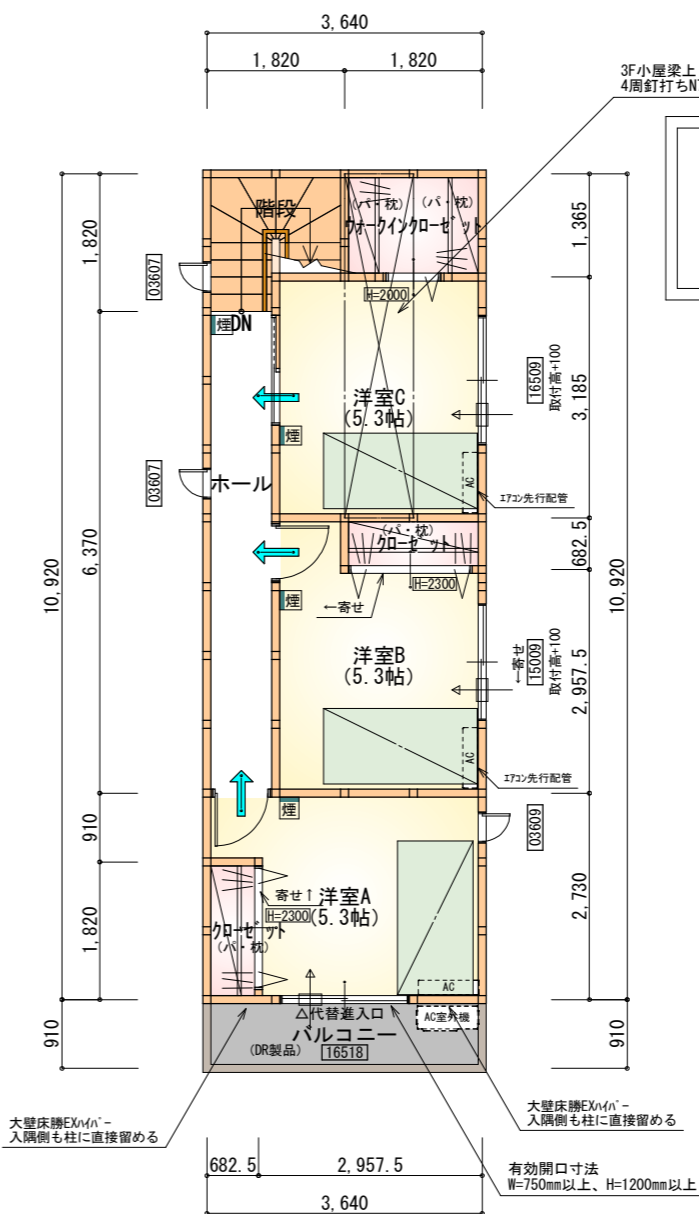 3,640
1,820
1,820
3F小屋梁上
4周釘打ちN
階段
(パ・枕)
(パ・枕)
ウォークインクローゼット
1,820
1,365
03607
H=2000
煙
DN
洋室C
(5.3帖)
煙
16509
取付高+100
3,185
AC
エアコン先行配管
ホール
03607
6,370
10,920
(パ・枕)
クローゼット
H=2300
682.5
10,920
煙
←寄せ
洋室B
(5.3帖)
←寄せ
15009
取付高+100
2,957.5
AC
エアコン先行配管
煙
03609
910
寄せ↑
洋室A
H=2300
(5.3帖)
クローゼット
(パ・枕)
1,820
2,730
AC
△代替進入口
AC室外機
バルコニー
(DR製品)
16518
910
910
大壁床勝EXハイパー
入隅側も柱に直接留める
大壁床勝EXハイパー
入隅側も柱に直接留める
682.5
2,957.5
有効開口寸法
W=750mm以上、H=1200mm以上
3,640